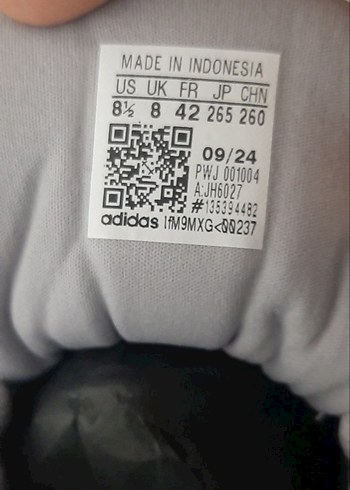 MADE IN INDONESIA
US UK FR JP CHN
8½ 8 42 265 260
09/24
PWJ 001004
A:JH6027
#135394482
adidas IfM9MXG<00237